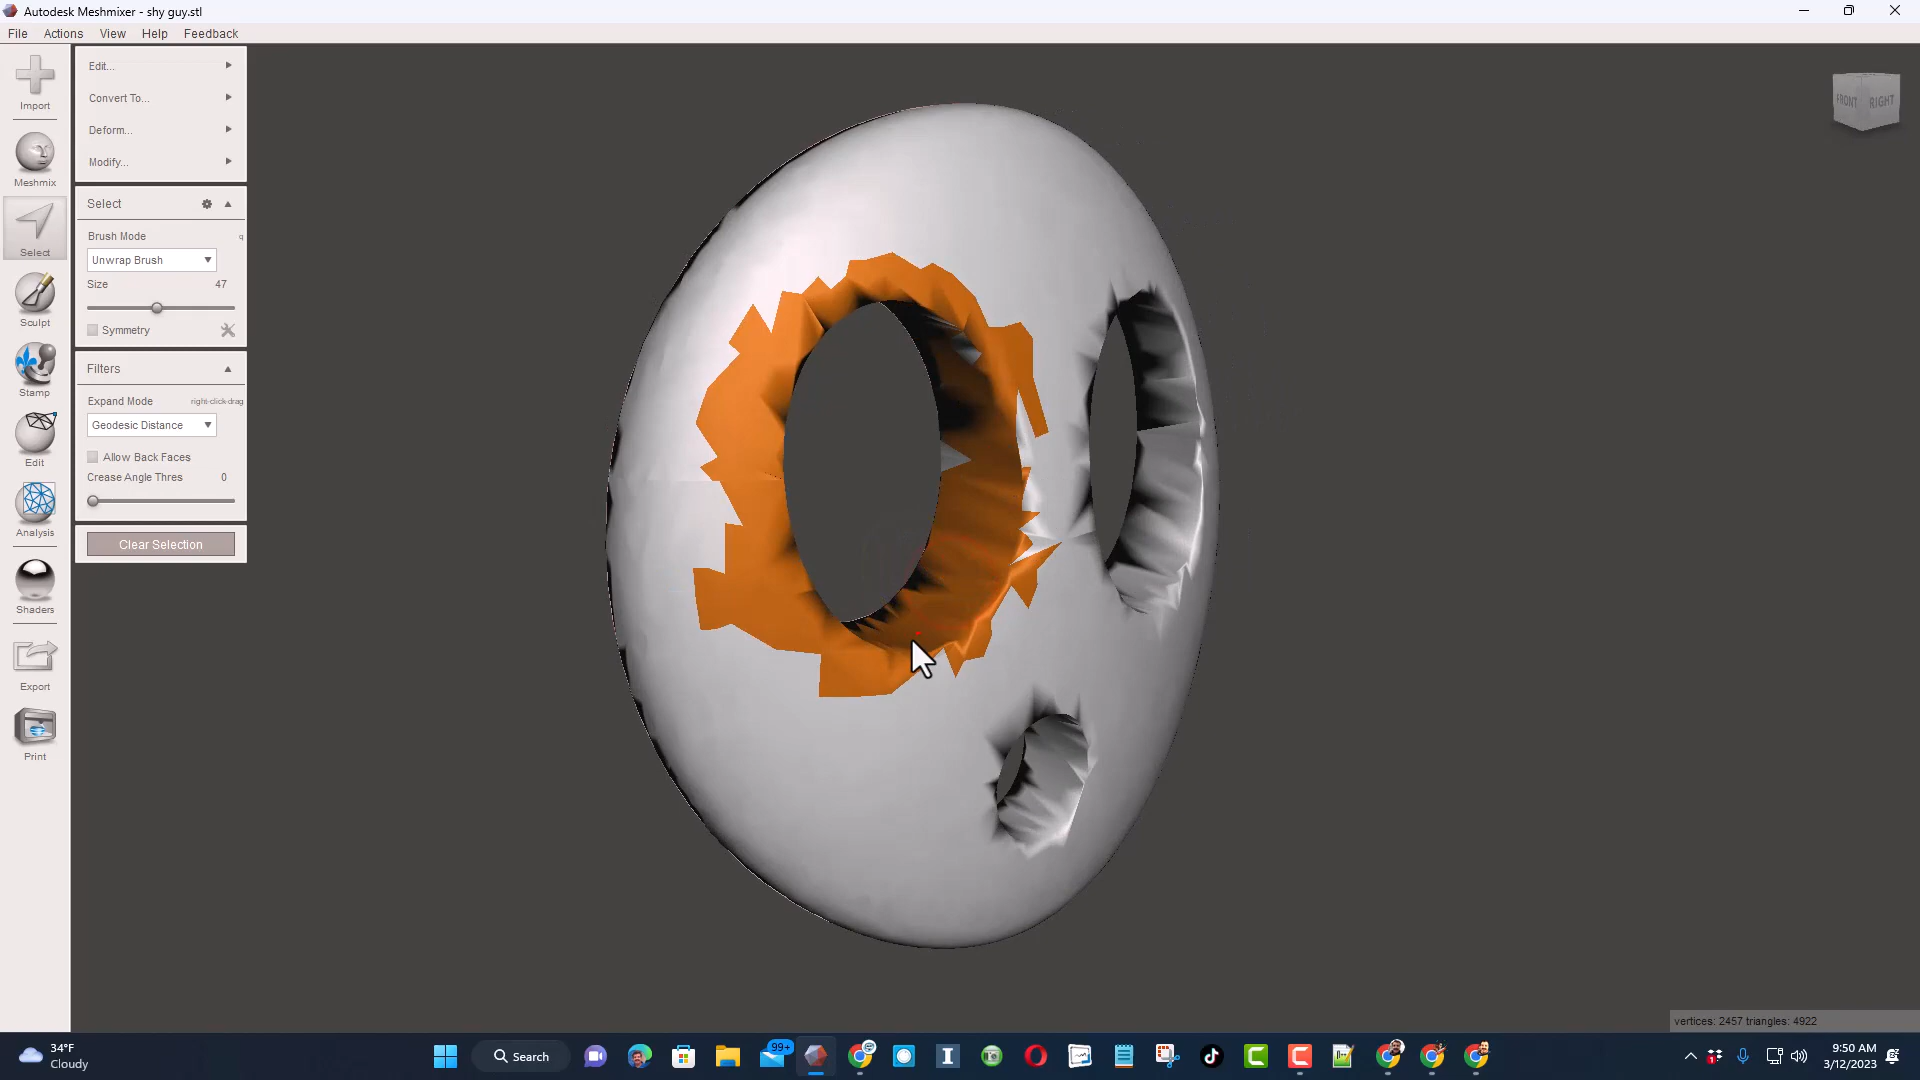 Autodesk Meshmixer - shy guy.stl
File Actions View Help Feedback
Import
Meshmix
Select
Sculpt
Stamp
Edit
Analysis
Shaders
Export
Print
Edit...
Convert To...
Deform...
Modify...
Select
Brush Mode q
Unwrap Brush
Size 47
Symmetry
Filters
Expand Mode right-click-drag
Geodesic Distance
Allow Back Faces
Crease Angle Thres 0
Clear Selection
FRONT RIGHT
vertices: 2457 triangles: 4922
34°F
Cloudy
Search
99+
9:50 AM
3/12/2023